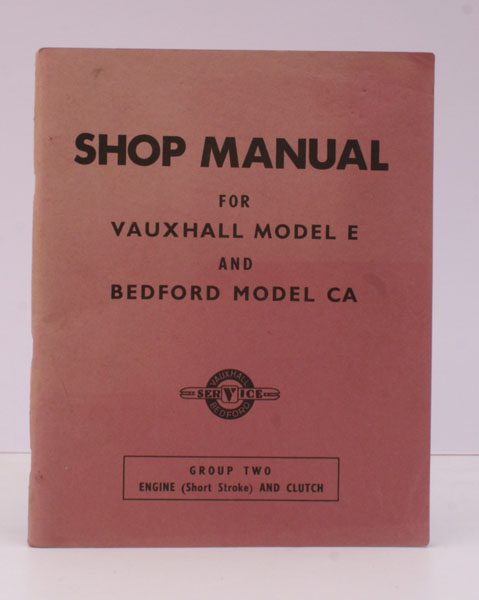 SHOP MANUAL
FOR
VAUXHALL MODEL E
AND
BEDFORD MODEL CA
VAUXHALL
SERVICE
BEDFORD
GROUP TWO
ENGINE (Short Stroke) AND CLUTCH